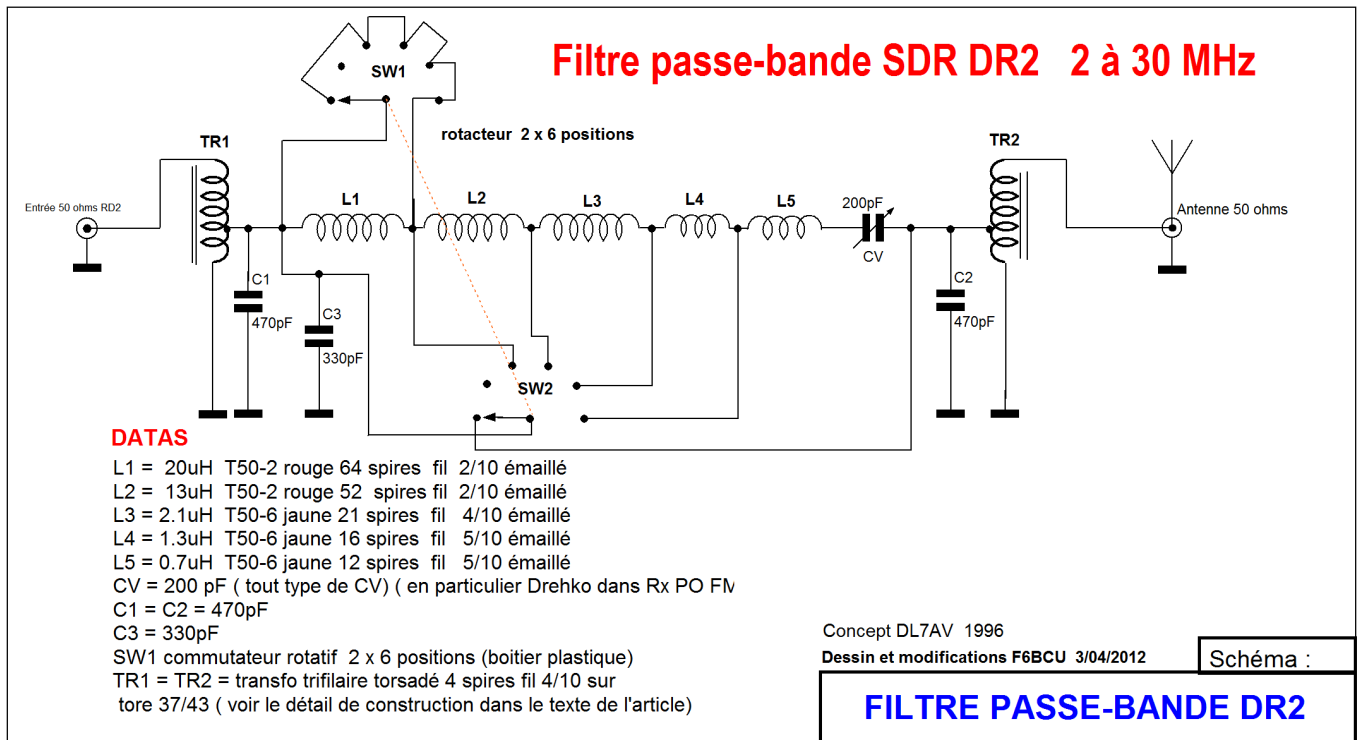 Filtre passe-bande SDR DR2 2 à 30 MHz
SW1
rotacteur 2 x 6 positions
TR1
TR2
L1
L2
L3
L4
L5
200pF
CV
Entrée 50 ohms RD2
Antenne 50 ohms
C1
470pF
C3
330pF
C2
470pF
SW2
DATAS
L1 = 20uH T50-2 rouge 64 spires fil 2/10 émaillé
L2 = 13uH T50-2 rouge 52 spires fil 2/10 émaillé
L3 = 2.1uH T50-6 jaune 21 spires fil 4/10 émaillé
L4 = 1.3uH T50-6 jaune 16 spires fil 5/10 émaillé
L5 = 0.7uH T50-6 jaune 12 spires fil 5/10 émaillé
CV = 200 pF ( tout type de CV) ( en particulier Drehko dans Rx PO
C1 = C2 = 470pF
C3 = 330pF
SW1 commutateur rotatif 2 x 6 positions (boitier plastique)
TR1 = TR2 = transfo trifilaire torsadé 4 spires fil 4/10 sur
tore 37/43 ( voir le détail de construction dans le texte de l'article)
Concept DL7AV 1996
Dessin et modifications F6BCU 3/04/2012
Schéma :
FILTRE PASSE-BANDE DR2